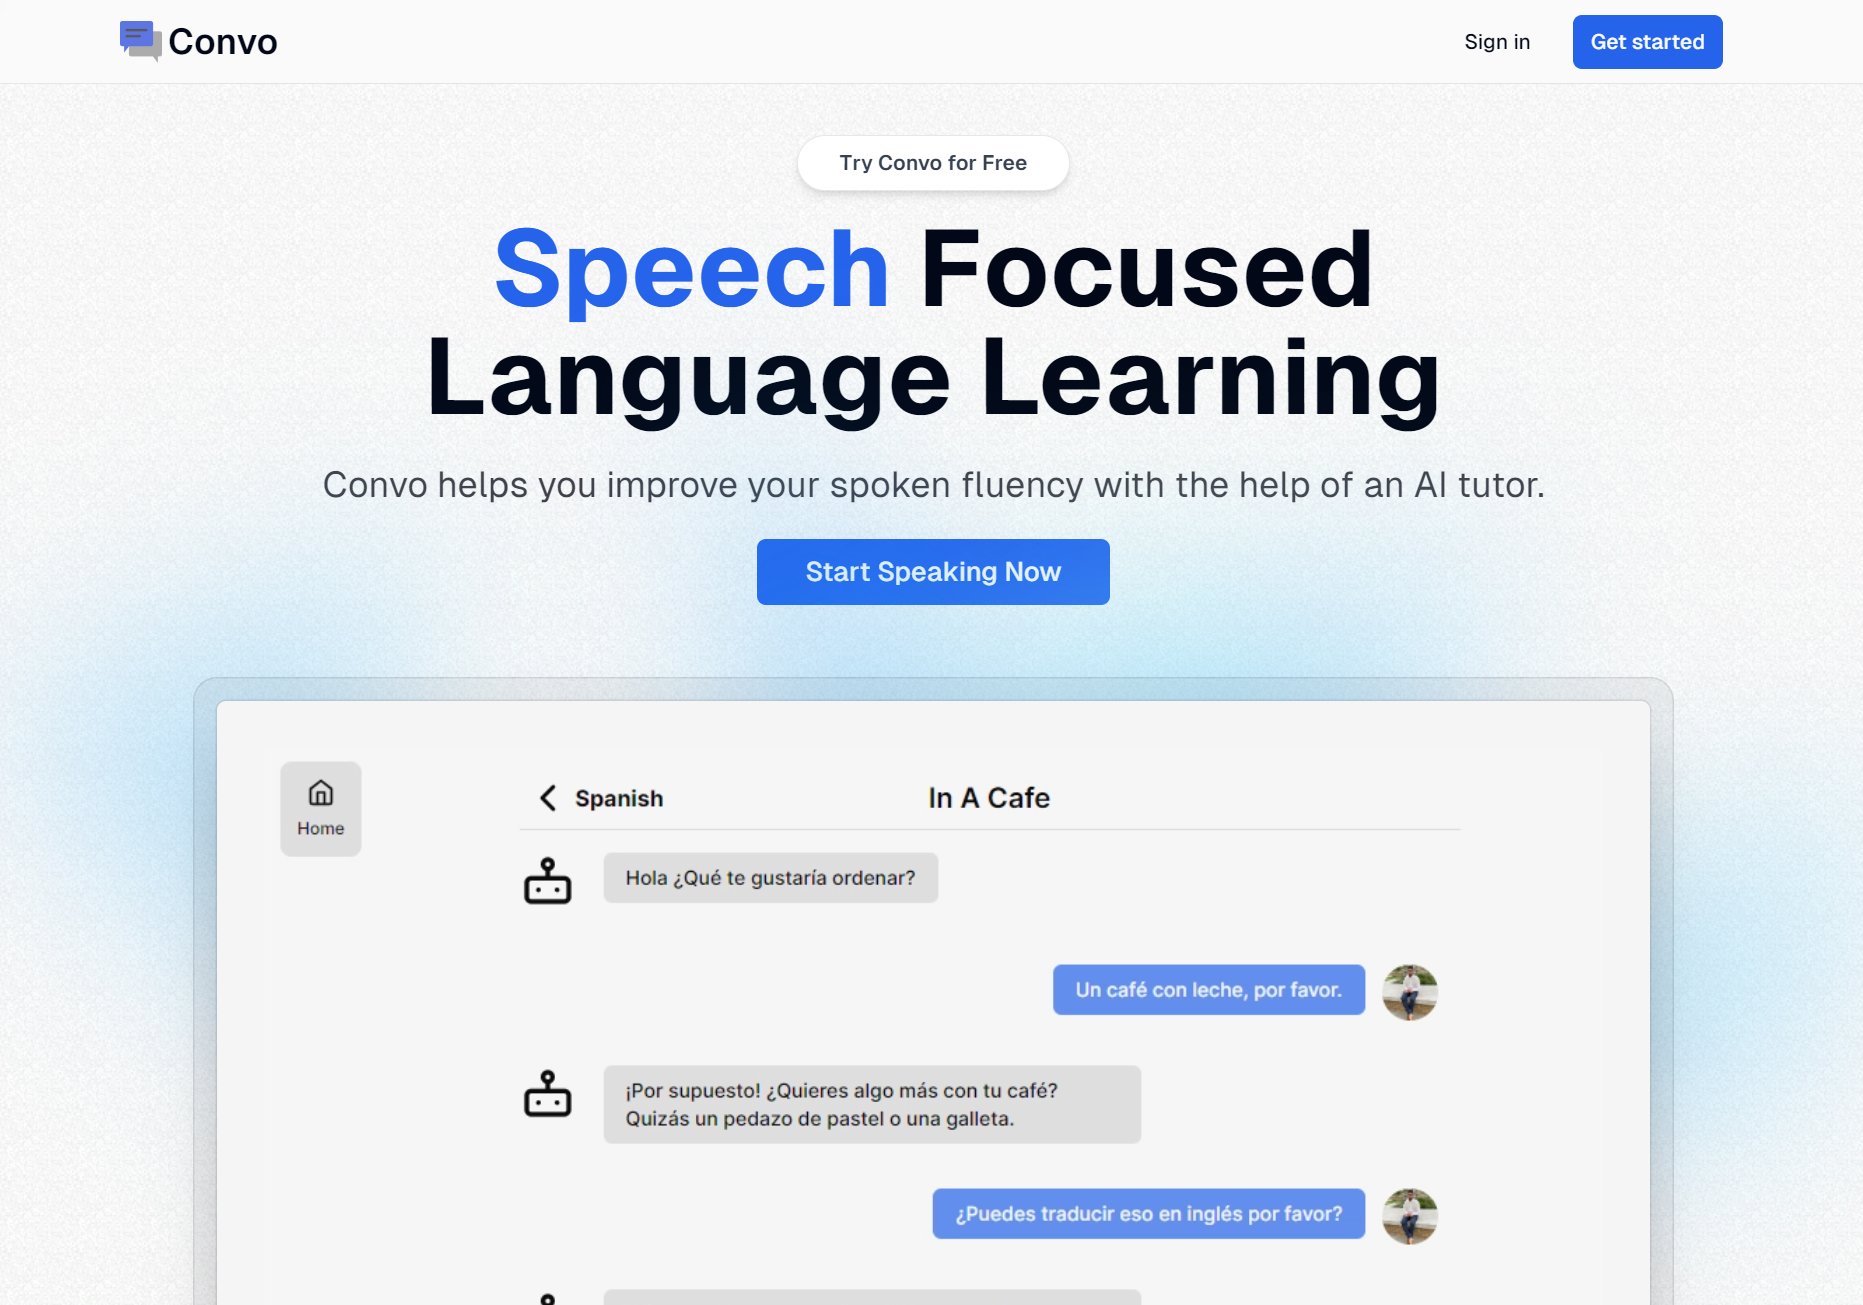 Convo
Sign in
Get started
Try Convo for Free
Speech Focused
Language Learning
Convo helps you improve your spoken fluency with the help of an AI tutor.
Start Speaking Now
Home
Spanish
In A Cafe
Hola ¿Qué te gustaría ordenar?
Un café con leche, por favor.
¡Por supuesto! ¿Quieres algo más con tu café?
Quizás un pedazo de pastel o una galleta.
¿Puedes traducir eso en inglés por favor?